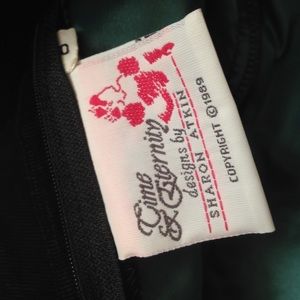 Time
& Eternity
designs by
SHARON ATKIN
COPYRIGHT ©1989